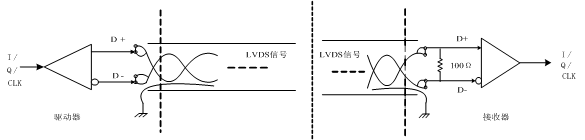 I/
Q/
CLK
D +
D -
驱动器
LVDS信号
LVDS信号
D+
100 Ω
D-
接收器
I/
Q/
CLK